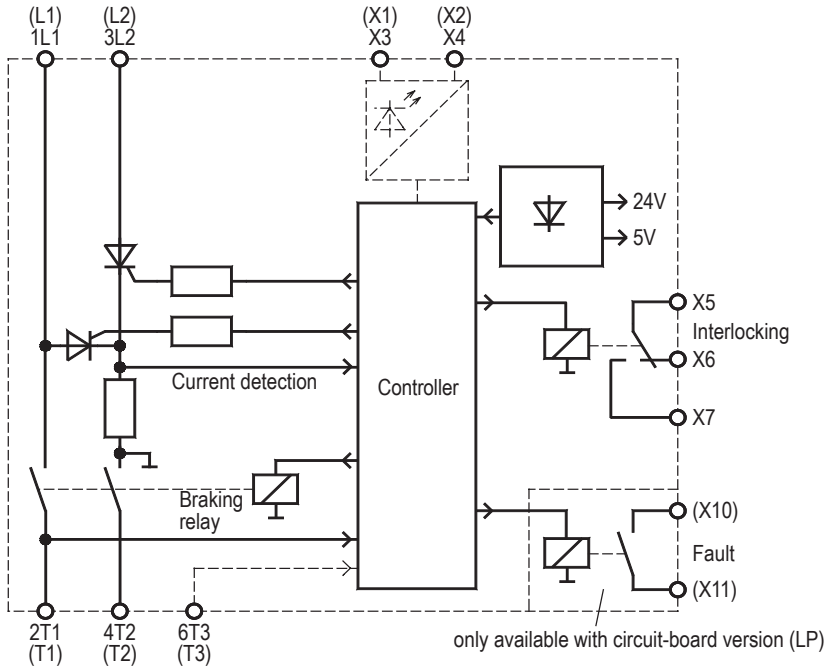 (L1)
1L1
(L2)
3L2
(X1)
X3
(X2)
X4
24V
5V
X5
Interlocking
X6
Current detection
Controller
X7
Braking
relay
(X10)
Fault
(X11)
2T1
(T1)
4T2
(T2)
6T3
(T3)
only available with circuit-board version (LP)